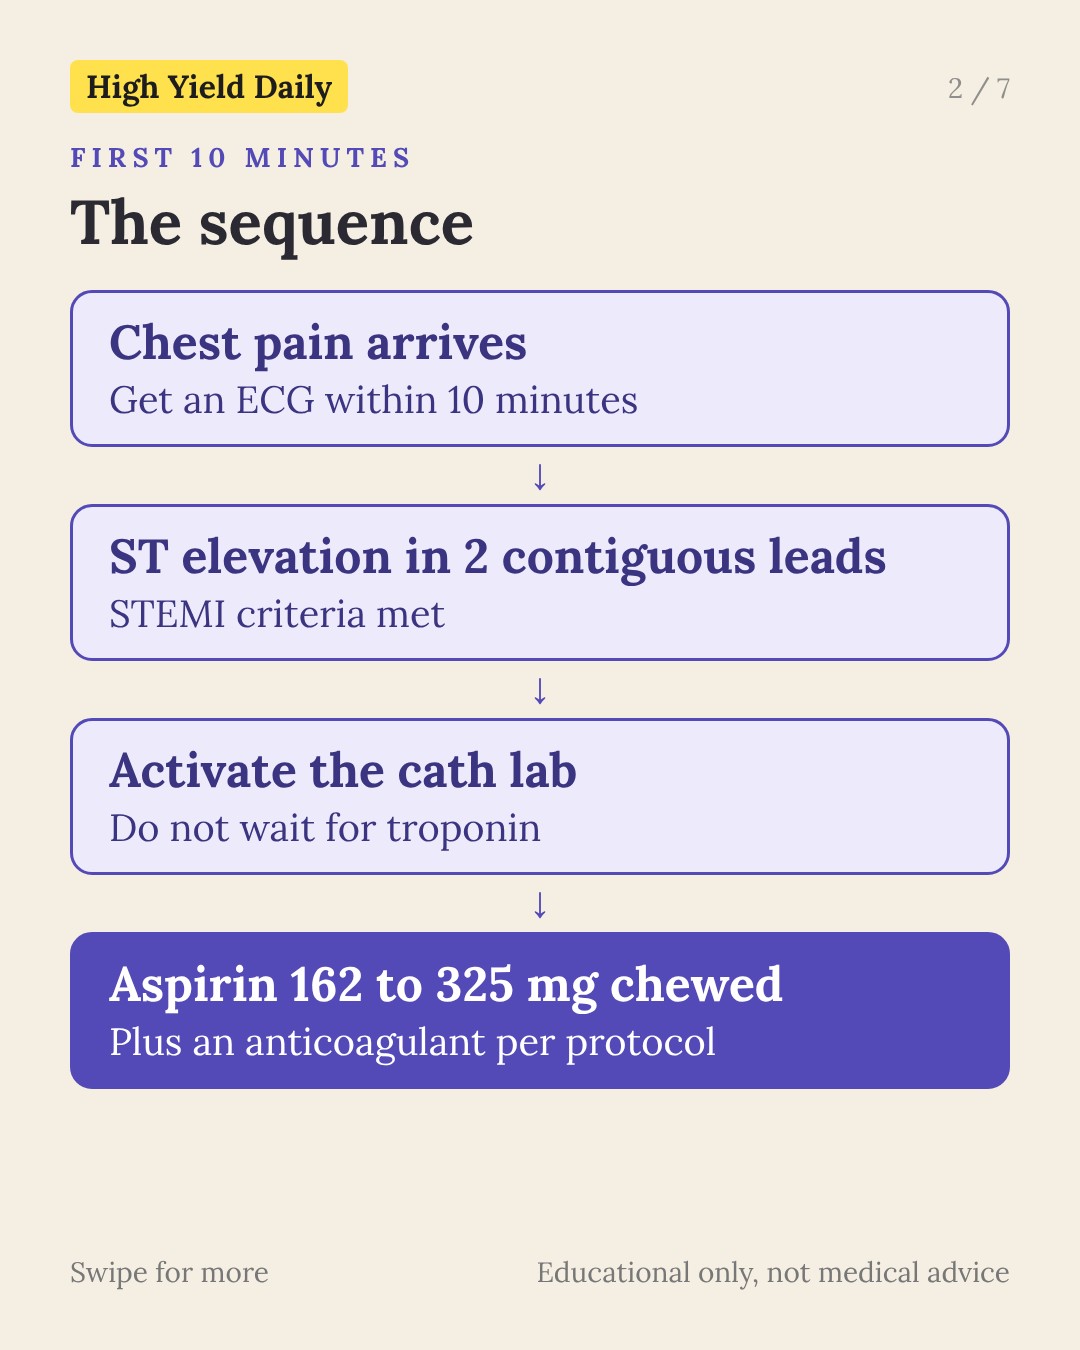 High Yield Daily
2 / 7
FIRST 10 MINUTES
The sequence
Chest pain arrives
Get an ECG within 10 minutes
↓
ST elevation in 2 contiguous leads
STEMI criteria met
↓
Activate the cath lab
Do not wait for troponin
↓
Aspirin 162 to 325 mg chewed
Plus an anticoagulant per protocol
Swipe for more
Educational only, not medical advice